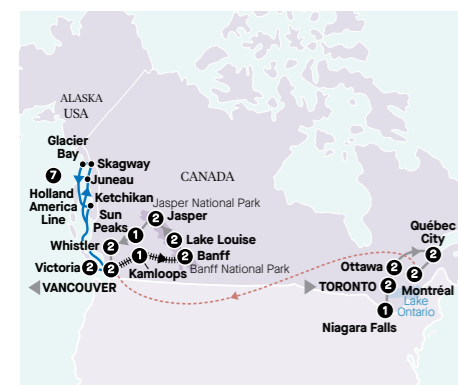 ALASKA
USA
Glacier
Bay
Skagway
7
Juneau
CANADA
Holland
America
Line
Ketchikan
Jasper National Park
Sun
Peaks
2 Jasper
1
Whistler 2
2 Lake Louise
1
2 Banff
Kamloops
Banff National Park
Victoria 2
2
VANCOUVER
Québec
City
2
Ottawa 2
2
Montréal
TORONTO 2
Lake
Ontario
1
Niagara Falls